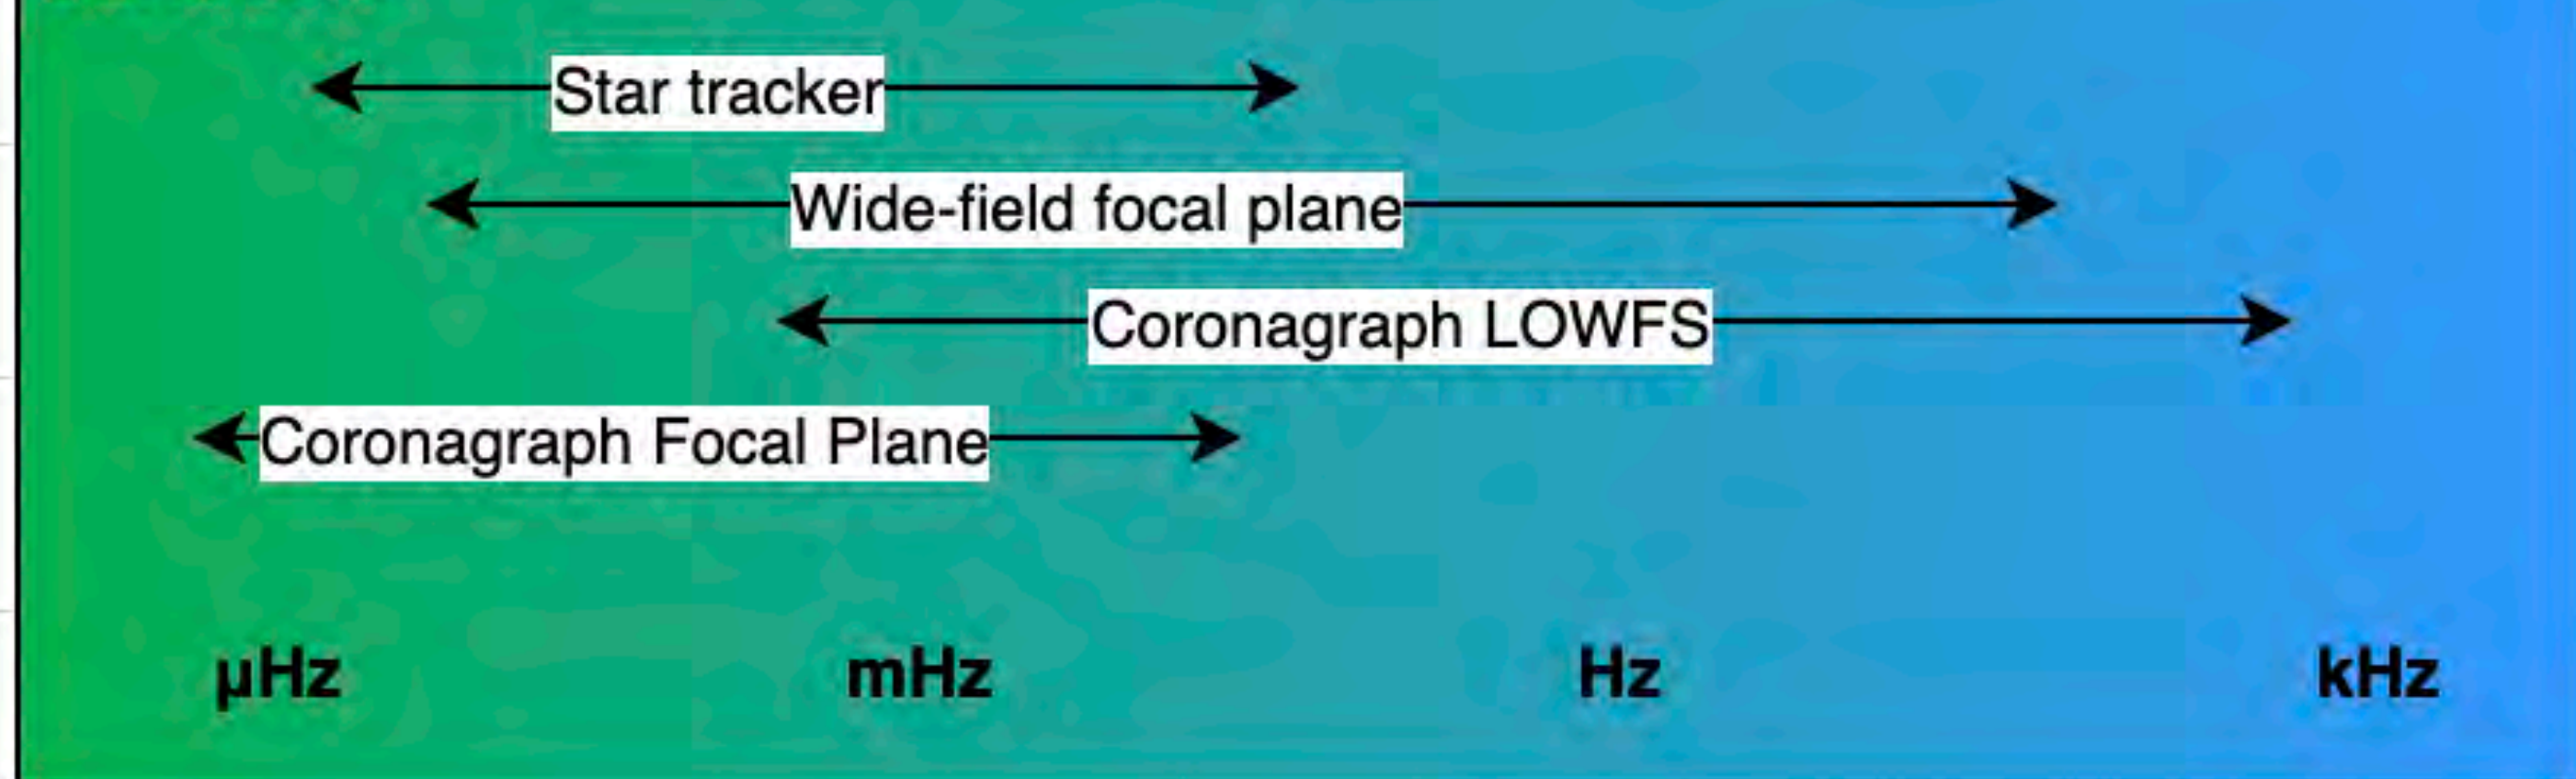 Star tracker
Wide-field focal plane
Coronagraph LOWFS
Coronagraph Focal Plane
µHz mHz Hz kHz